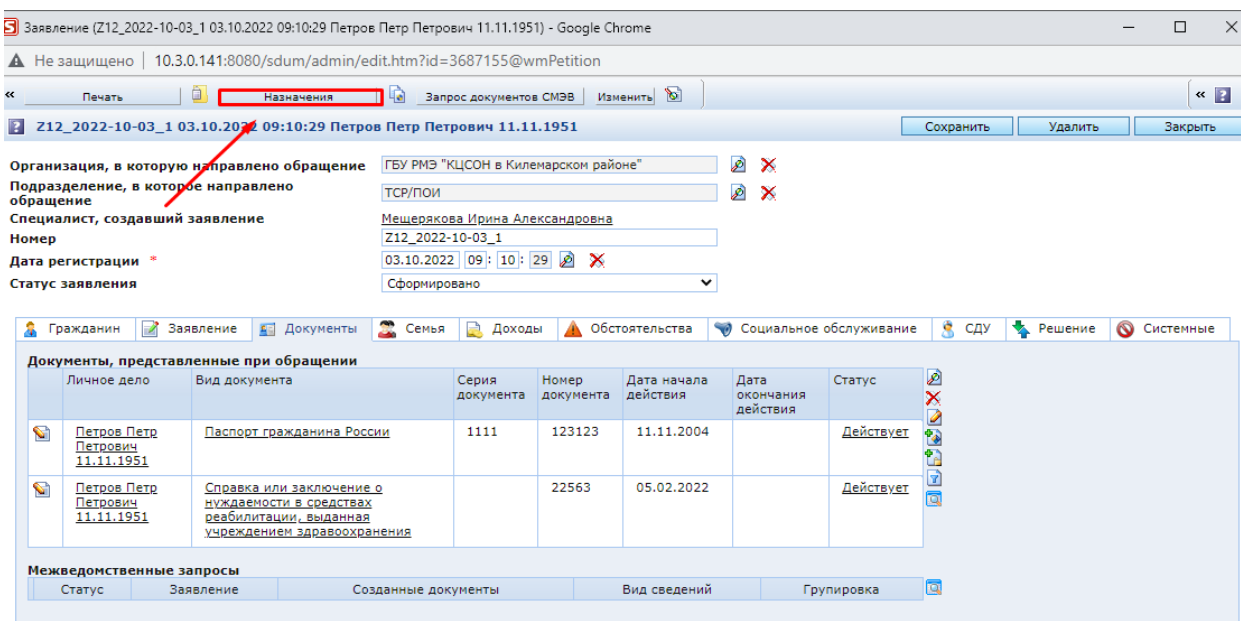 Заявление (Z12_2022-10-03_1 03.10.2022 09:10:29 Петров Петр Петрович 11.11.1951) - Google Chrome
Не защищено | 10.3.0.141:8080/sdum/admin/edit.htm?id=3687155@wmPetition
« Печать Назначения Запрос документов СМЭВ Изменить « ?
? Z12_2022-10-03_1 03.10.2022 09:10:29 Петров Петр Петрович 11.11.1951 Сохранить Удалить Закрыть
Организация, в которую направлено обращение ГБУ РМЭ "КЦСОН в Килемарском районе"
Подразделение, в которое направлено
обращение
ТСР/ПОИ
Специалист, создавший заявление Мещерякова Ирина Александровна
Номер Z12_2022-10-03_1
Дата регистрации * 03.10.2022 09 : 10 : 29
Статус заявления Сформировано
Гражданин Заявление Документы Семья Доходы Обстоятельства Социальное обслуживание СДУ Решение Системные
Документы, представленные при обращении
Личное дело Вид документа Серия Номер Дата начала Дата Статус
документа документа действия окончания
действия
Петров Петр Паспорт гражданина России 1111 123123 11.11.2004 Действует
Петрович
11.11.1951
Петров Петр Справка или заключение о 22563 05.02.2022 Действует
Петрович нуждаемости в средствах
11.11.1951 реабилитации, выданная
учреждением здравоохранения
Межведомственные запросы
Статус Заявление Созданные документы Вид сведений Групировка